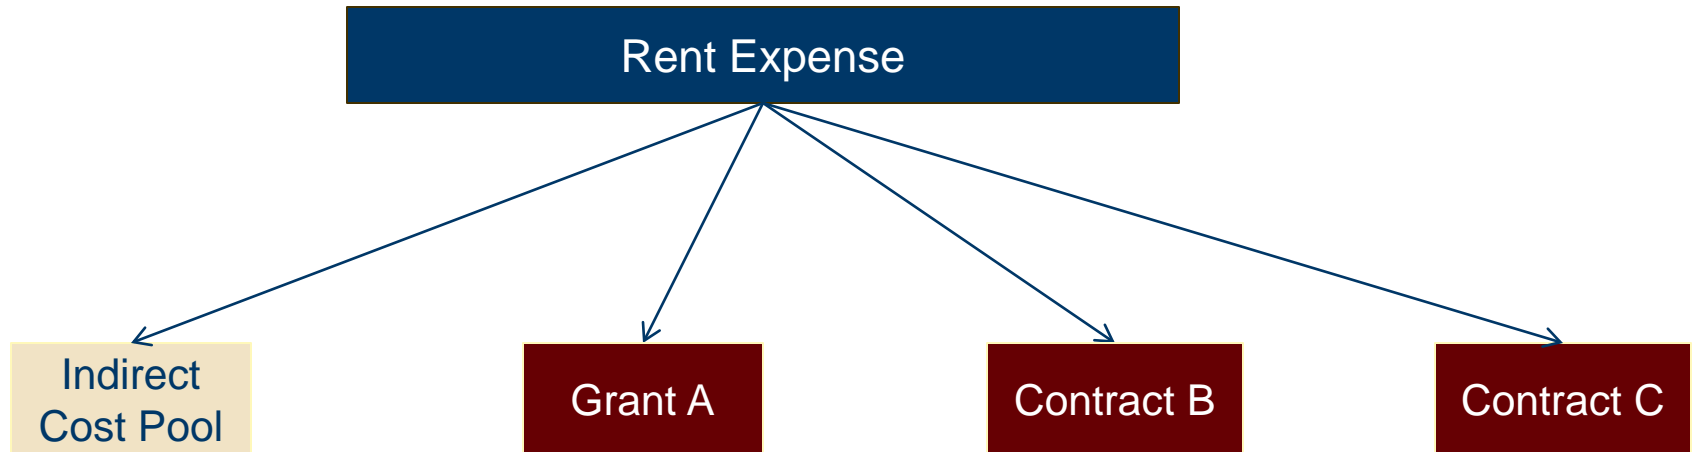 Rent Expense
Indirect
Cost Pool
Grant A
Contract B
Contract C